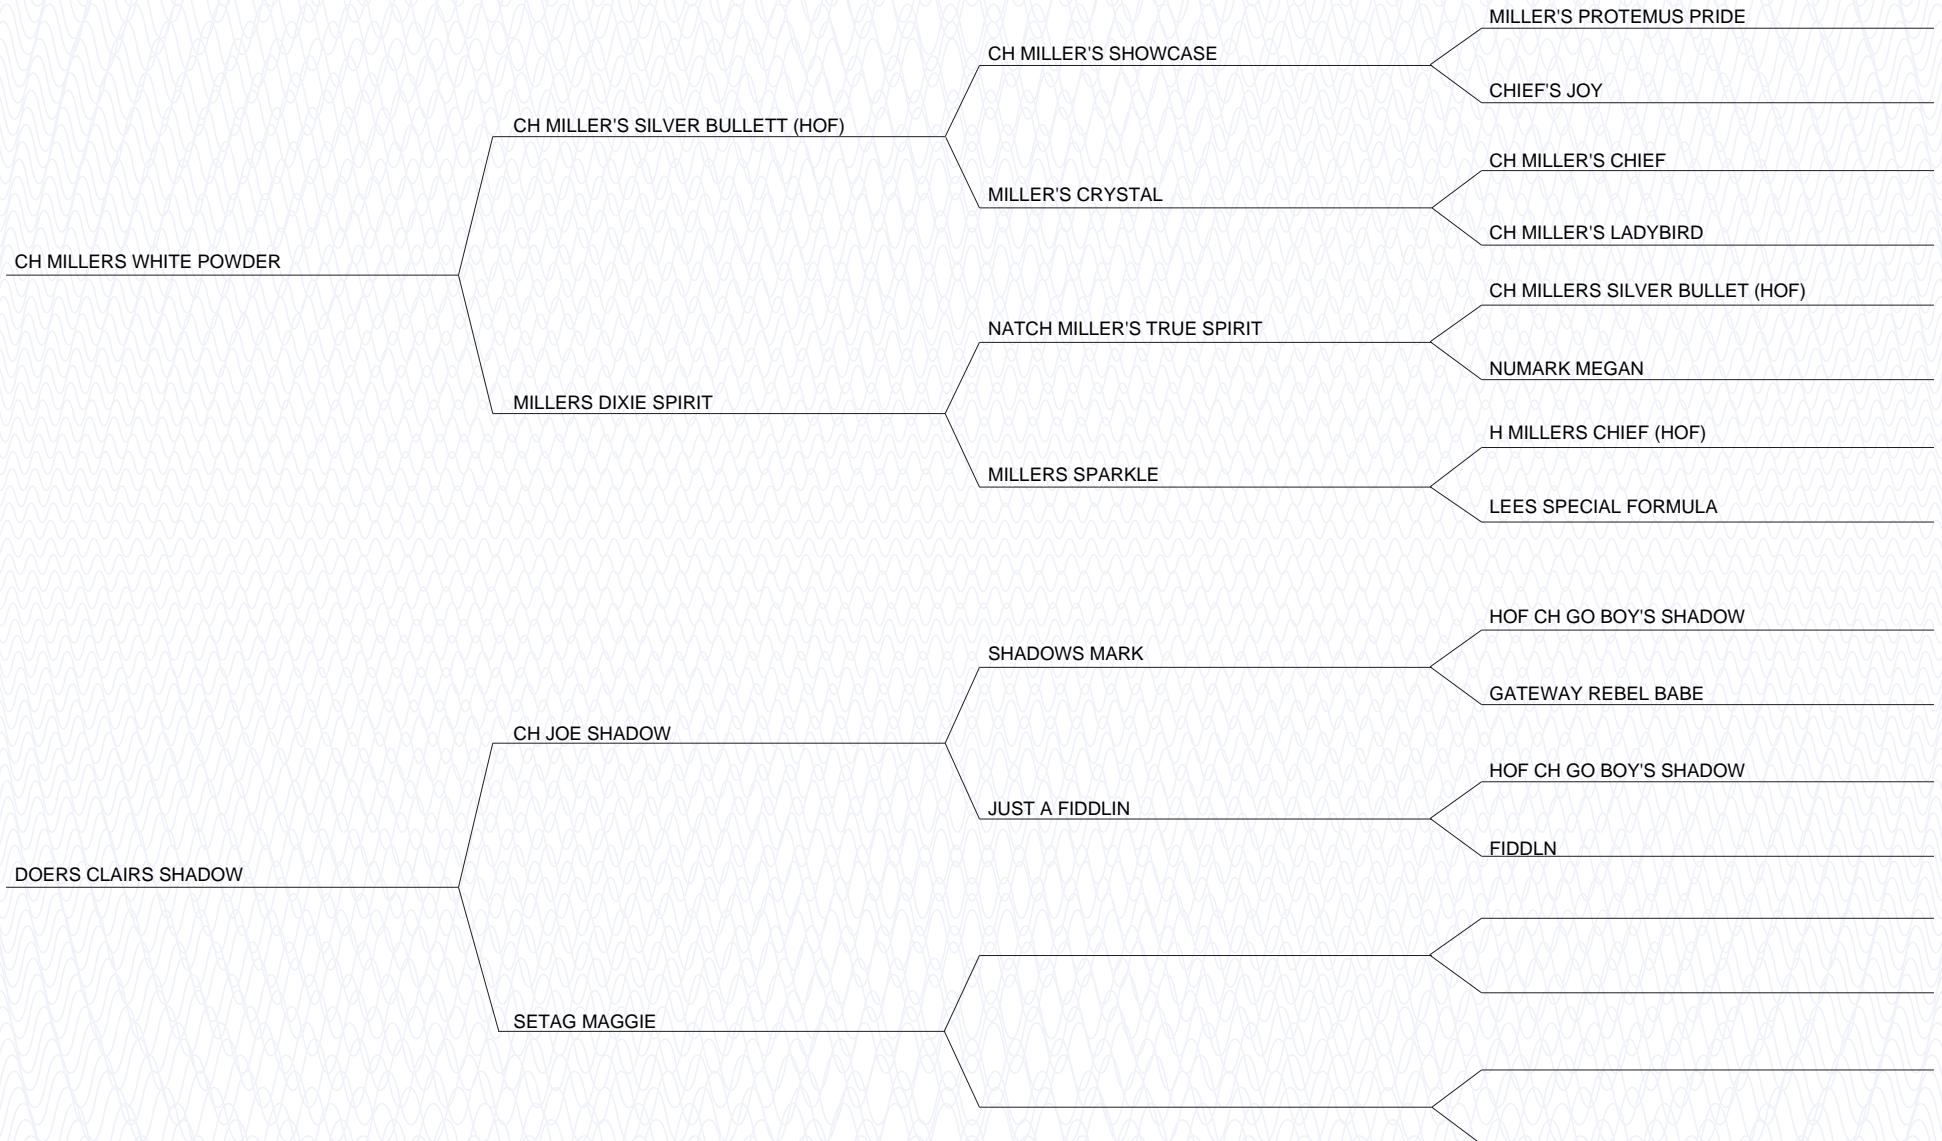 MILLER'S PROTEMUS PRIDE
CH MILLER'S SHOWCASE
CHIEF'S JOY
CH MILLER'S SILVER BULLETT (HOF)
CH MILLER'S CHIEF
MILLER'S CRYSTAL
CH MILLER'S LADYBIRD
CH MILLERS WHITE POWDER
CH MILLERS SILVER BULLET (HOF)
NATCH MILLER'S TRUE SPIRIT
NUMARK MEGAN
MILLERS DIXIE SPIRIT
H MILLERS CHIEF (HOF)
MILLERS SPARKLE
LEES SPECIAL FORMULA
HOF CH GO BOY'S SHADOW
SHADOWS MARK
GATEWAY REBEL BABE
CH JOE SHADOW
HOF CH GO BOY'S SHADOW
JUST A FIDDLIN
FIDDLN
DOERS CLAIRS SHADOW
SETAG MAGGIE